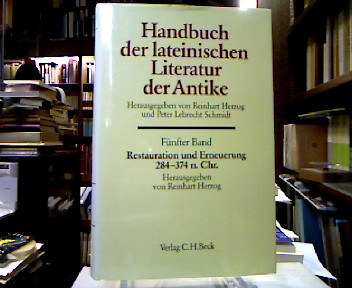 Handbuch
der lateinischen
Literatur
der Antike
Herausgegeben von Reinhart Herzog
und Peter Lebrecht Schmidt
Fünfter Band
Restauration und Erneuerung
284–374 n. Chr.
Herausgegeben
von Reinhart Herzog
Verlag C.H.Beck